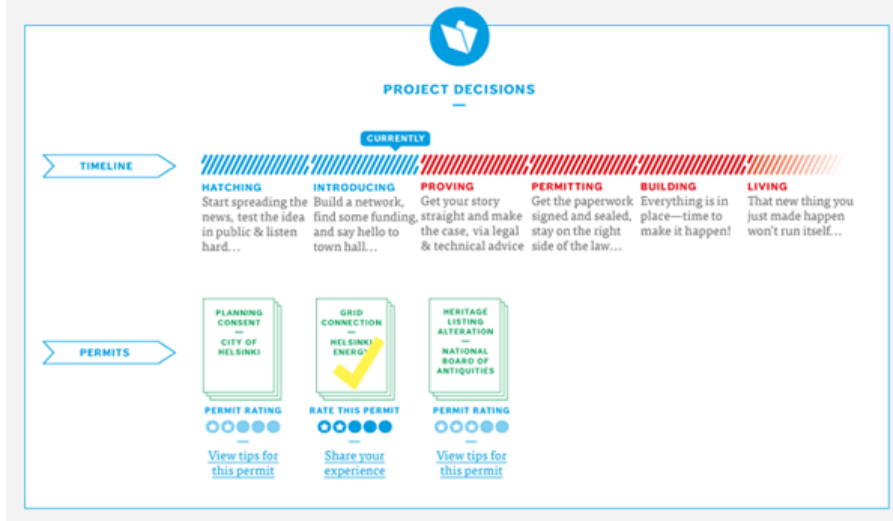 PROJECT DECISIONS
CURRENTLY
TIMELINE
HATCHING
Start spreading the
news, test the idea
in public & listen
hard...
INTRODUCING
Build a network,
find some funding,
and say hello to
town hall...
PROVING
Get your story
straight and make
the case, via legal
& technical advice
PERMITTING
Get the paperwork
signed and sealed,
stay on the right
side of the law...
BUILDING
Everything is in
place—time to
make it happen!
LIVING
That new thing you
just made happen
won't run itself...
PERMITS
PLANNING
CONSENT
—
CITY OF
HELSINKI
PERMIT RATING
View tips for
this permit
GRID
CONNECTION
—
HELSINKI
ENERGY
RATE THIS PERMIT
Share your
experience
HERITAGE
LISTING
ALTERATION
—
NATIONAL
BOARD OF
ANTIQUITIES
PERMIT RATING
View tips for
this permit